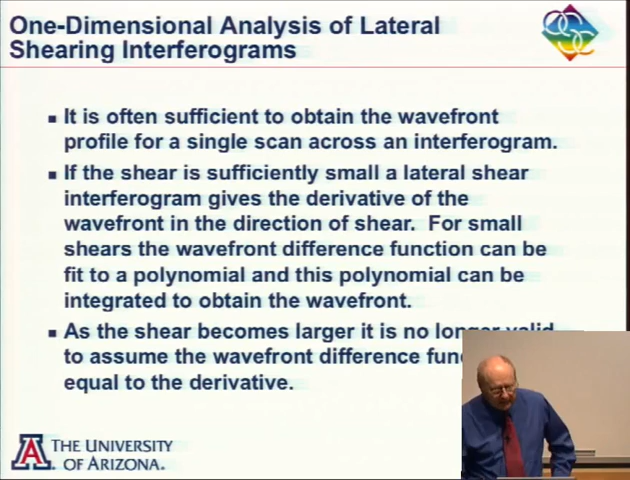 One-Dimensional Analysis of Lateral
Shearing Interferograms
It is often sufficient to obtain the wavefront
profile for a single scan across an interferogram.
If the shear is sufficiently small a lateral shear
interferogram gives the derivative of the
wavefront in the direction of shear. For small
shears the wavefront difference function can be
fit to a polynomial and this polynomial can be
integrated to obtain the wavefront.
As the shear becomes larger it is no longer valid
to assume the wavefront difference
equal to the derivative.
A
THE UNIVERSITY
OF ARIZONA.